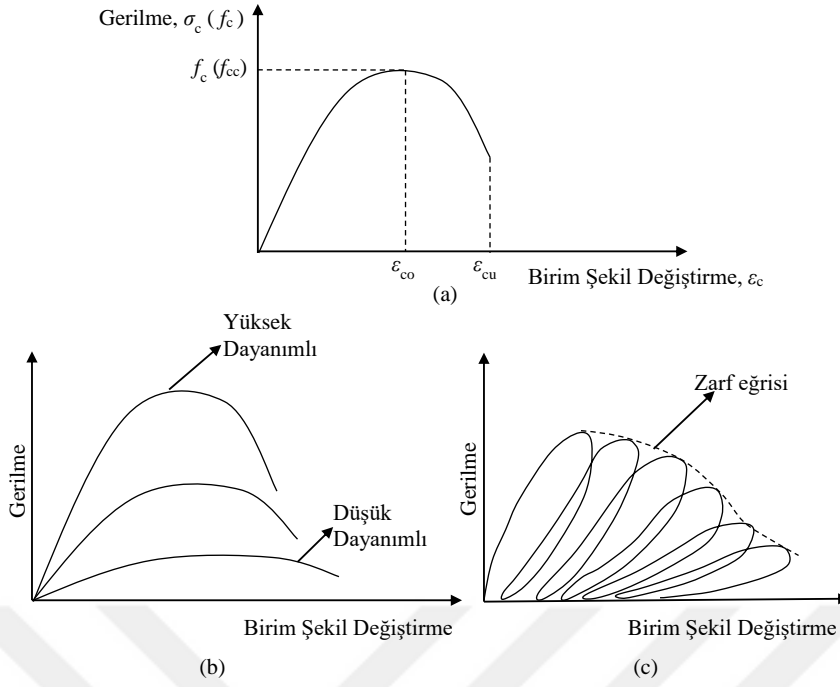 Gerilme, σc (fc)
fc (fcc)
εco
εcu
Birim Şekil Değiştirme, εc
(a)
Yüksek
Dayanımlı
Gerilme
Düşük
Dayanımlı
Birim Şekil Değiştirme
(b)
Zarf eğrisi
Gerilme
Birim Şekil Değiştirme
(c)